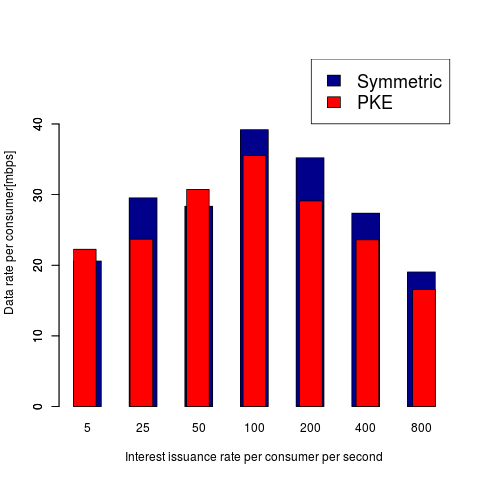 Symmetric
PKE
Data rate per consumer[mbps]
40
30
20
10
0
5 25 50 100 200 400 800
Interest issuance rate per consumer per second